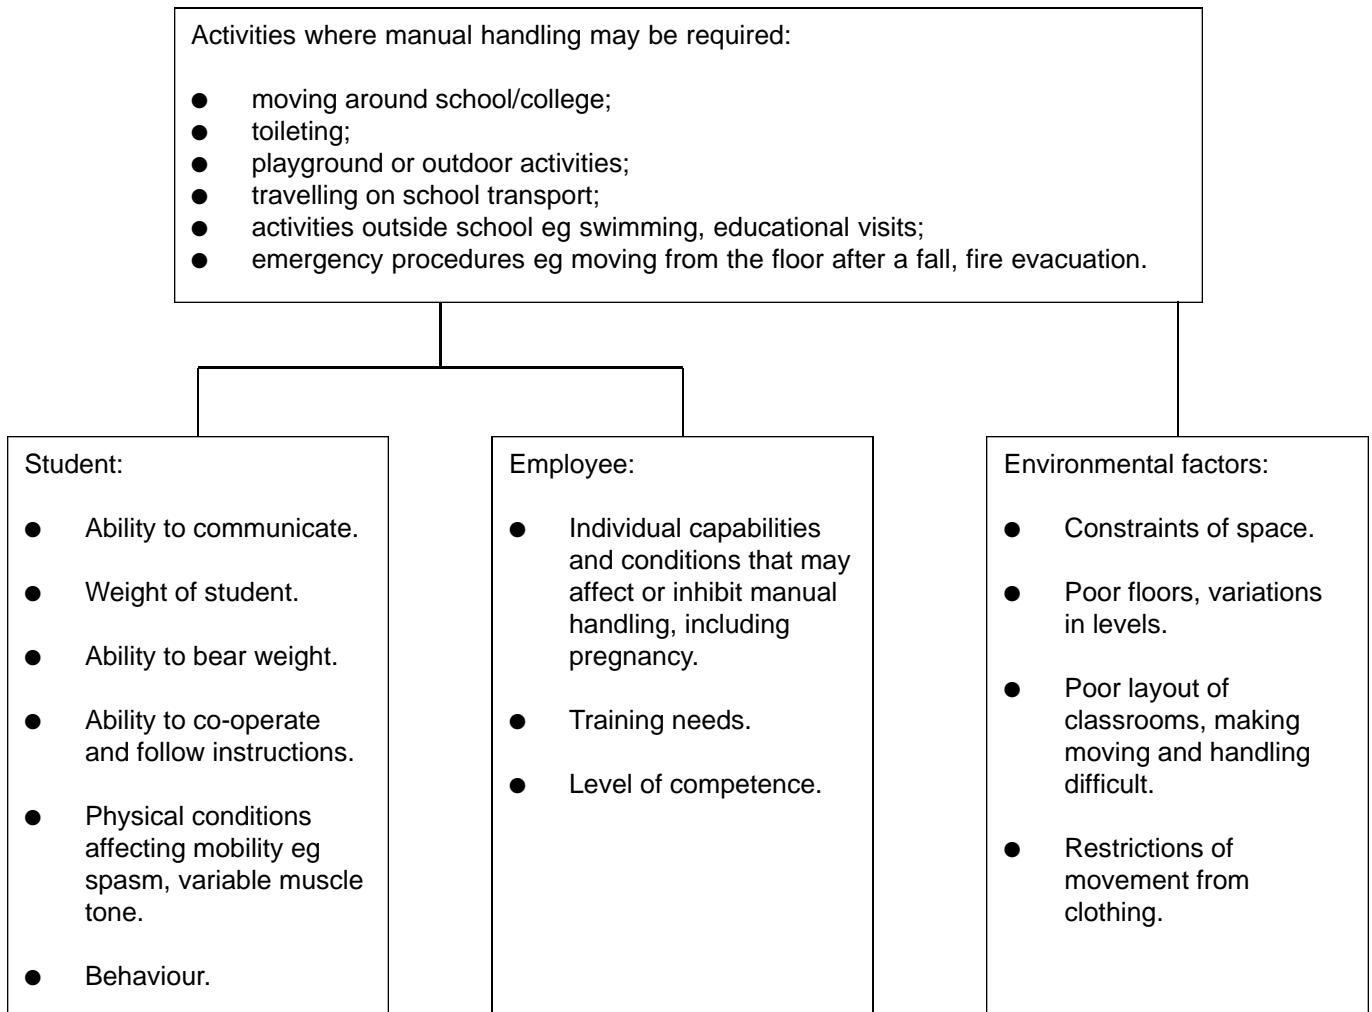 Activities where manual handling may be required:
● moving around school/college;
● toileting;
● playground or outdoor activities;
● travelling on school transport;
● activities outside school eg swimming, educational visits;
● emergency procedures eg moving from the floor after a fall, fire evacuation.
Student:
● Ability to communicate.
● Weight of student.
● Ability to bear weight.
● Ability to co-operate
and follow instructions.
● Physical conditions
affecting mobility eg
spasm, variable muscle
tone.
● Behaviour.
Employee:
● Individual capabilities
and conditions that may
affect or inhibit manual
handling, including
pregnancy.
● Training needs.
● Level of competence.
Environmental factors:
● Constraints of space.
● Poor floors, variations
in levels.
● Poor layout of
classrooms, making
moving and handling
difficult.
● Restrictions of
movement from
clothing.